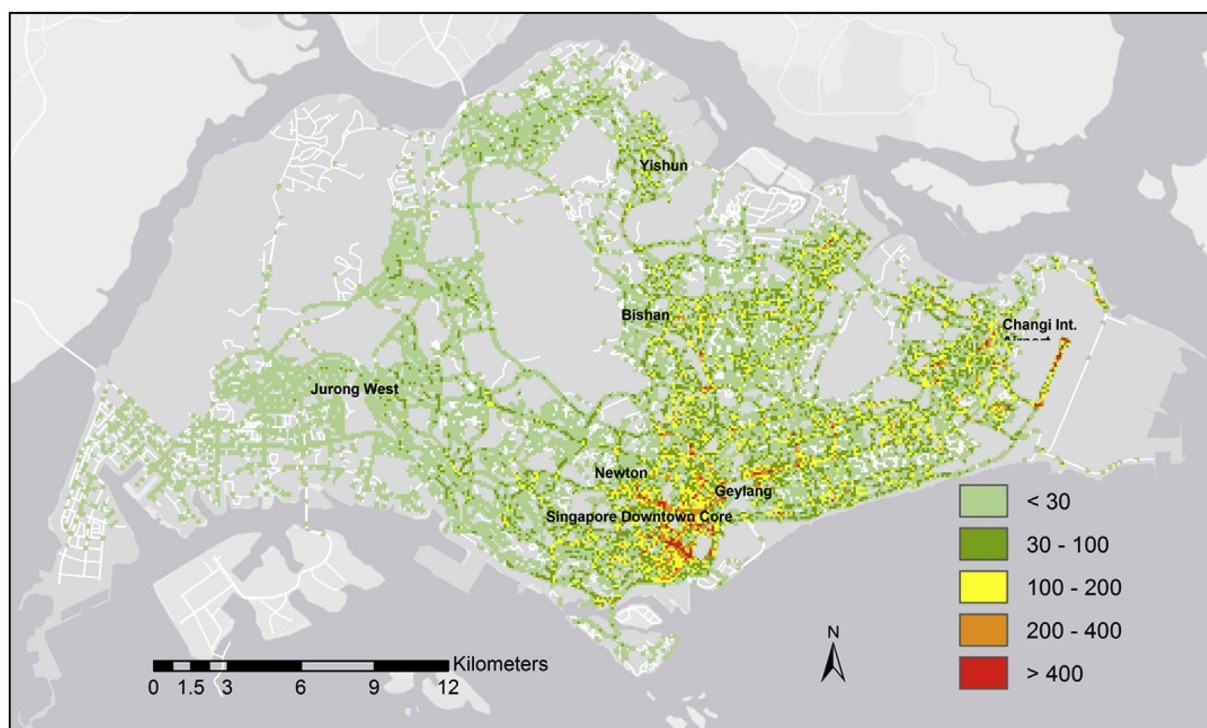 Yishun
Bishan
Changi Int.
Airport
Jurong West
Newton
Geylang
Singapore Downtown Core
< 30
30 - 100
100 - 200
200 - 400
> 400
N
Kilometers
0 1.5 3 6 9 12